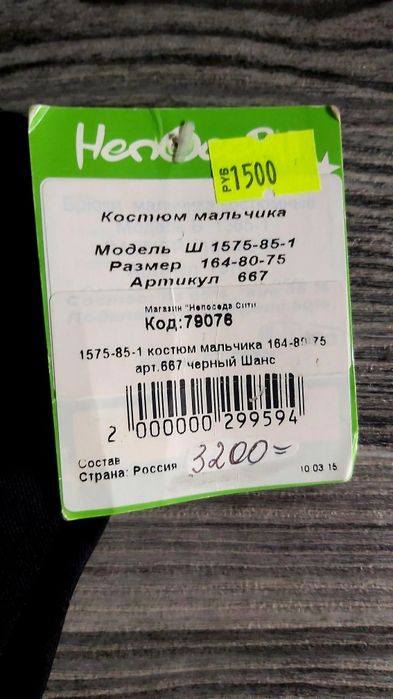 РУБ 1500
Костюм мальчика
Модель Ш 1575-85-1
Размер 164-80-75
Артикул 667
Магазин "Непоседа Сити
Код:79076
1575-85-1 костюм мальчика 164-80-75
арт.667 черный Шанс
2 000000 299594
Состав
Страна: Россия 3200=
10 03 15